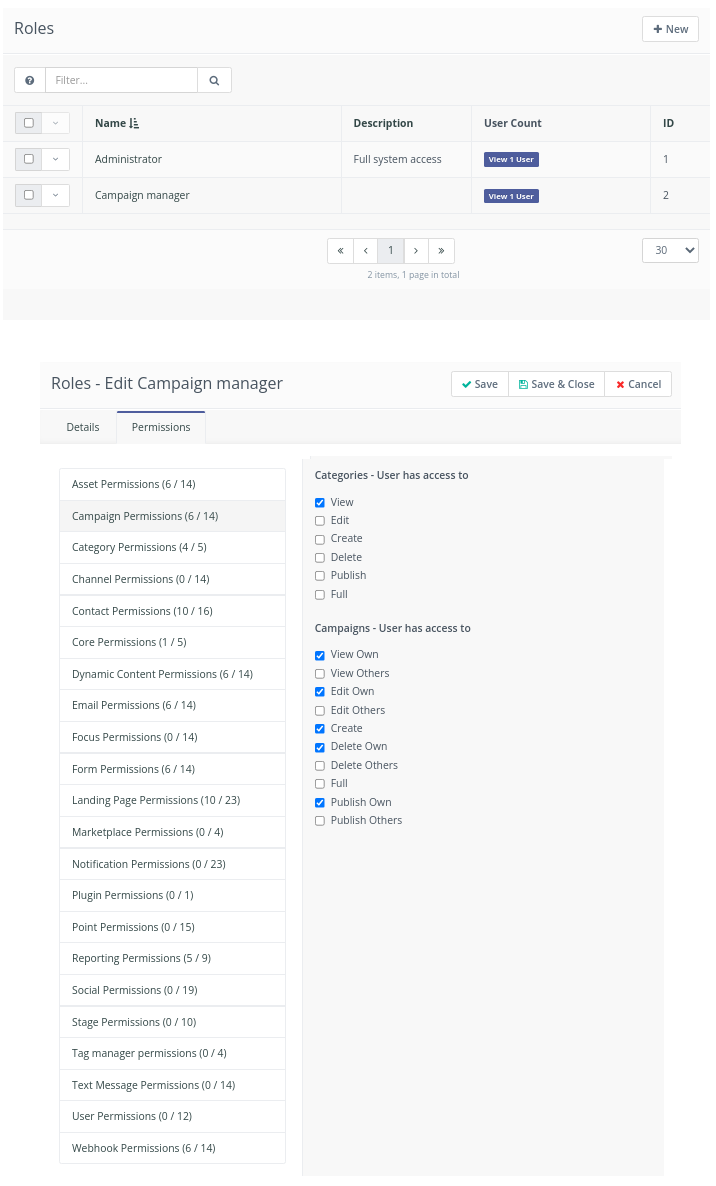 Roles
New
Filter...
Name Description User Count ID
Administrator Full system access View 1 User 1
Campaign manager View 1 User 2
« ‹ 1 › »
30
2 items, 1 page in total
Roles - Edit Campaign manager
Save Save & Close Cancel
Details Permissions
Asset Permissions (6 / 14)
Campaign Permissions (6 / 14)
Category Permissions (4 / 5)
Channel Permissions (0 / 14)
Contact Permissions (10 / 16)
Core Permissions (1 / 5)
Dynamic Content Permissions (6 / 14)
Email Permissions (6 / 14)
Focus Permissions (0 / 14)
Form Permissions (6 / 14)
Landing Page Permissions (10 / 23)
Marketplace Permissions (0 / 4)
Notification Permissions (0 / 23)
Plugin Permissions (0 / 1)
Point Permissions (0 / 15)
Reporting Permissions (5 / 9)
Social Permissions (0 / 19)
Stage Permissions (0 / 10)
Tag manager permissions (0 / 4)
Text Message Permissions (0 / 14)
User Permissions (0 / 12)
Webhook Permissions (6 / 14)
Categories - User has access to
View
Edit
Create
Delete
Publish
Full
Campaigns - User has access to
View Own
View Others
Edit Own
Edit Others
Create
Delete Own
Delete Others
Full
Publish Own
Publish Others